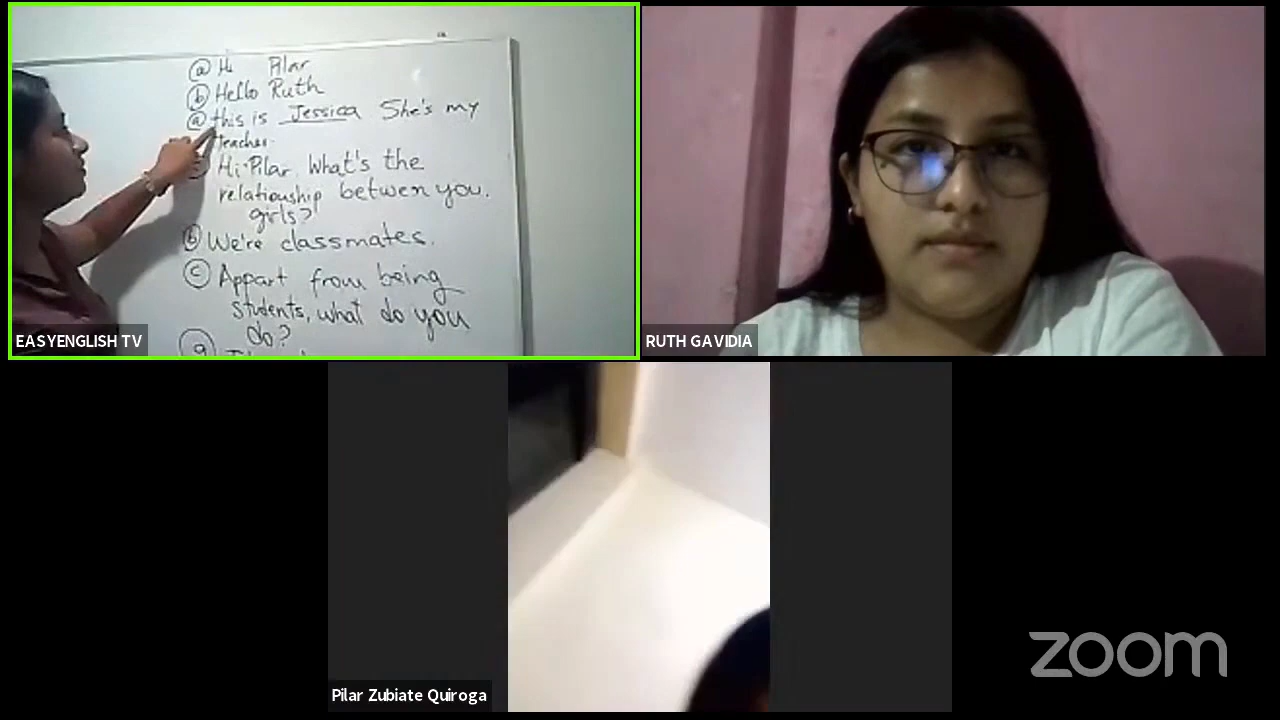 ⓐ Hi Pilar
ⓑ Hello Ruth
ⓐ this is Jessica She's my
teacher.
Hi Pilar. What's the
relationship between you.
girls?
ⓑ We're classmates.
ⓒ Appart from being
students, what do you
do?
EASYENGLISH TV
RUTH GAVIDIA
Pilar Zubiate Quiroga
zoom